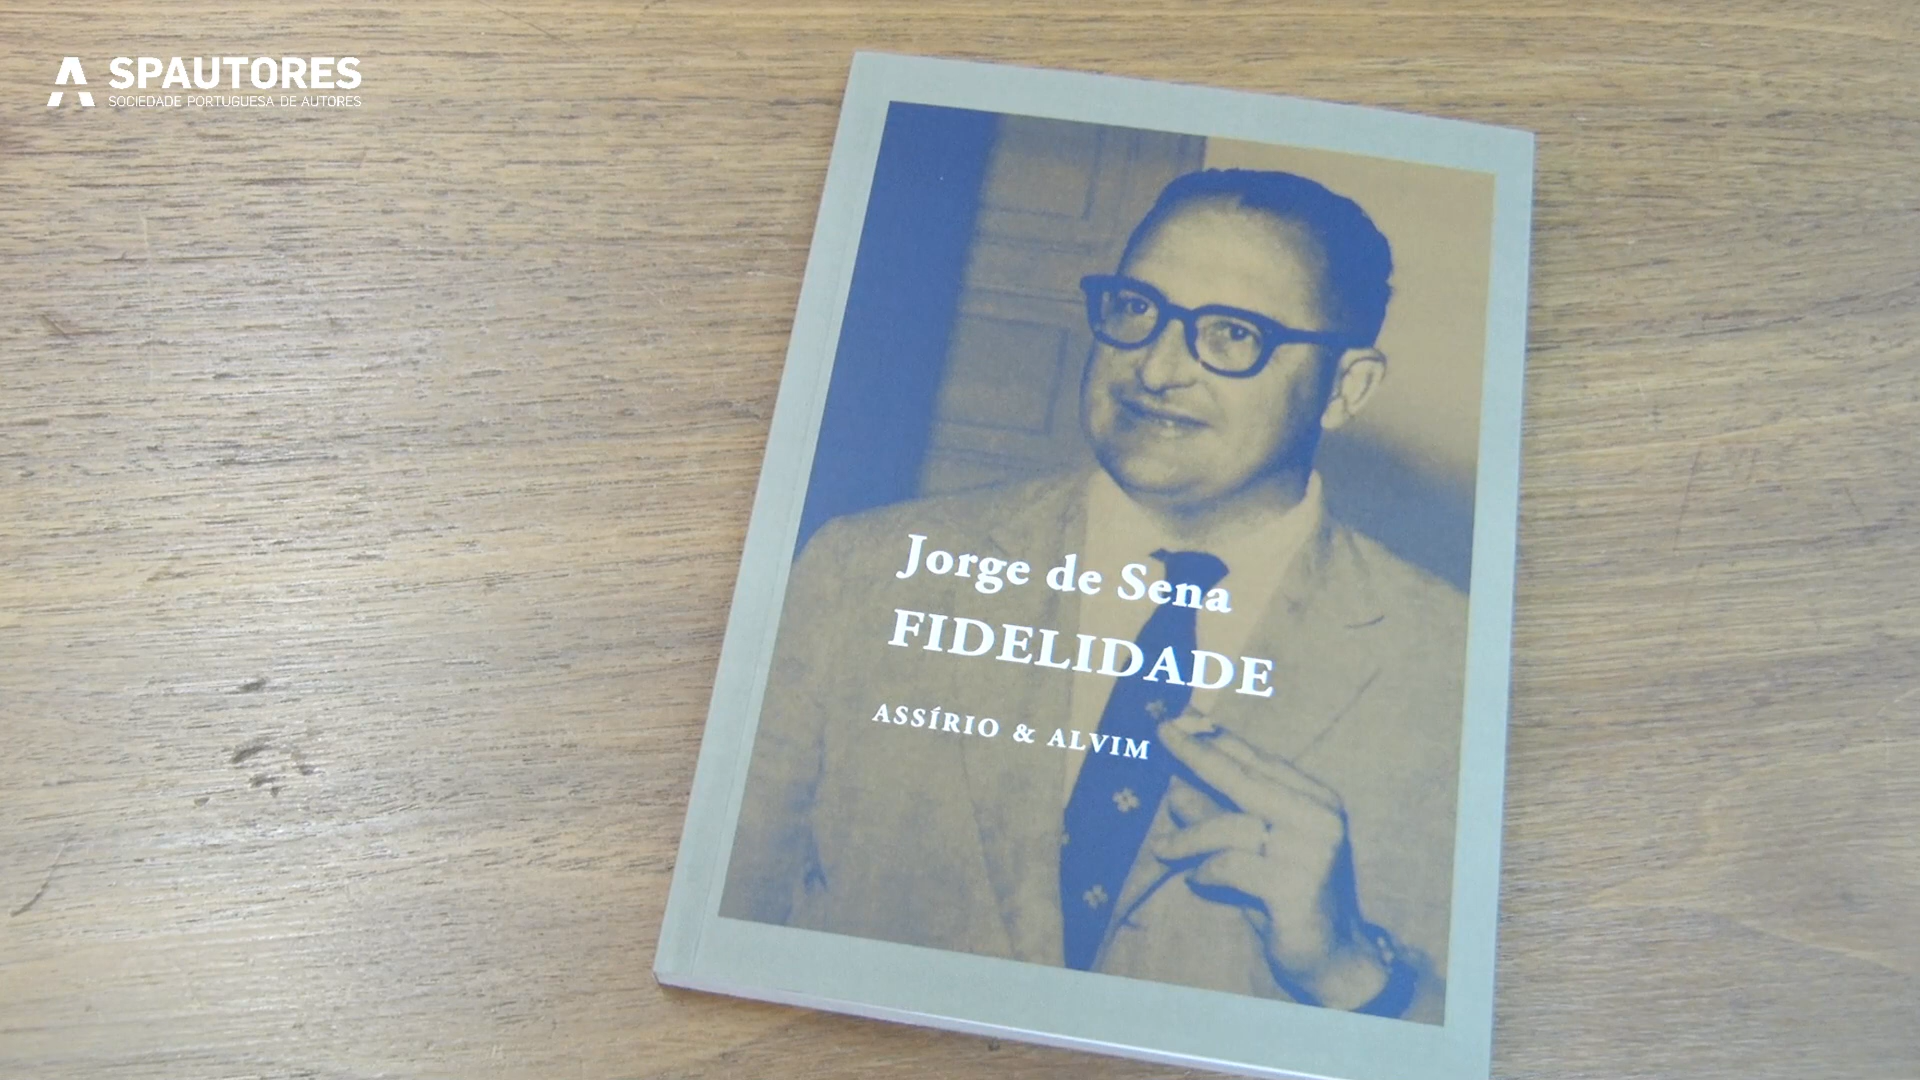 SPAUTORES
SOCIEDADE PORTUGUESA DE AUTORES
Jorge de Sena
FIDELIDADE
ASSÍRIO & ALVIM